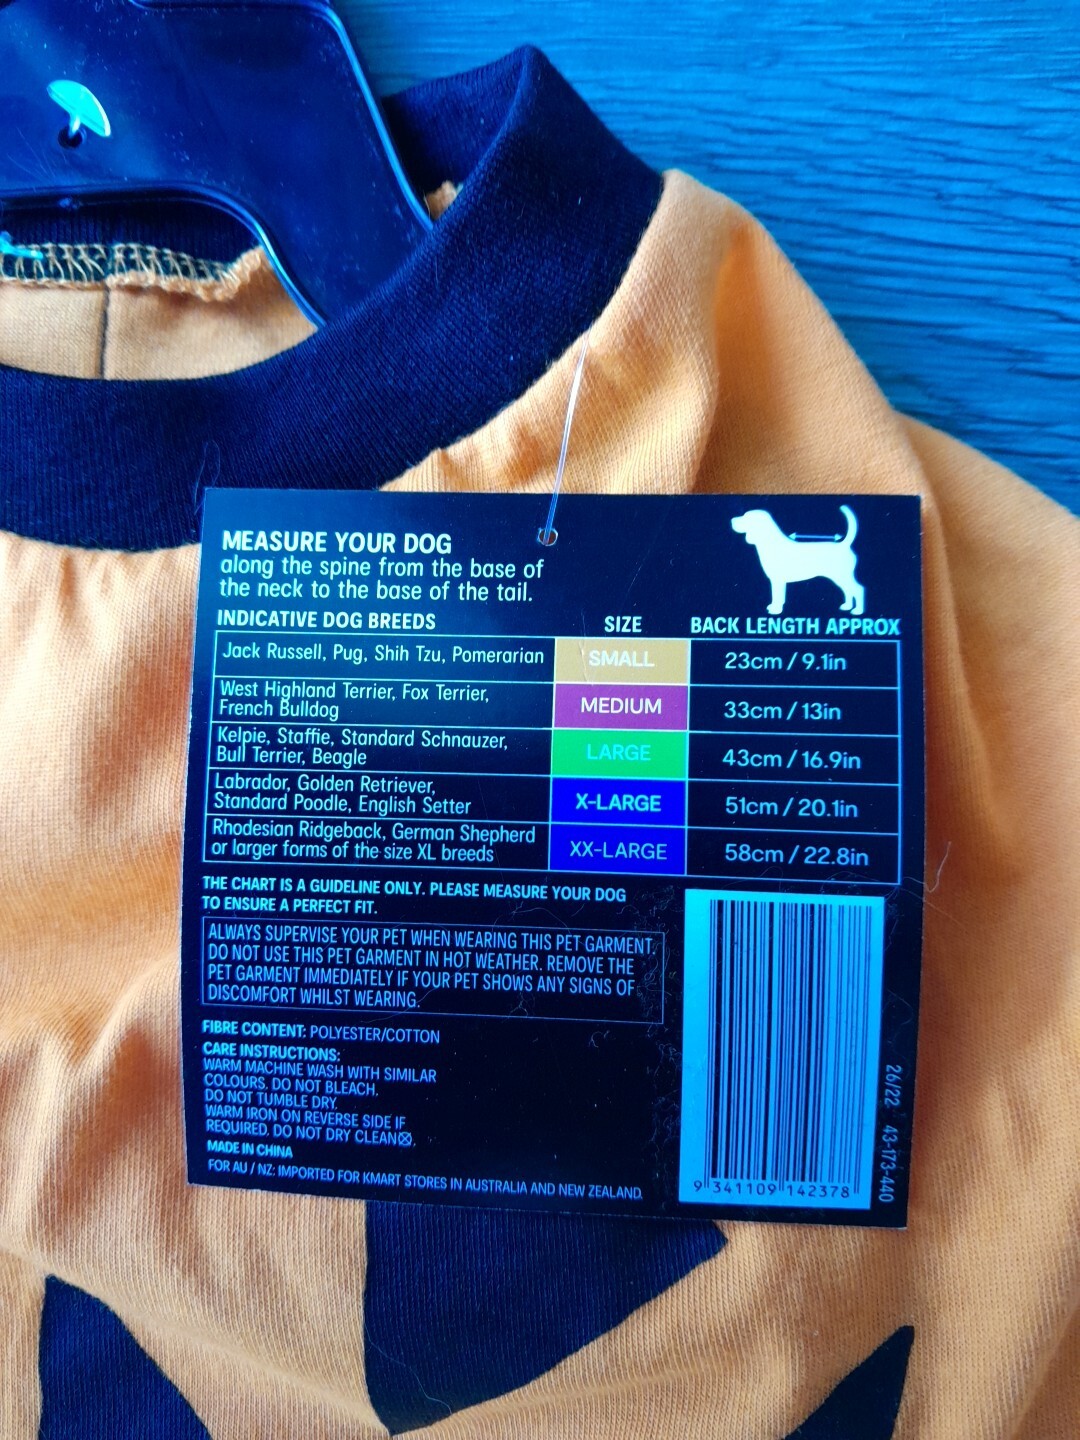 MEASURE YOUR DOG
along the spine from the base of
the neck to the base of the tail.
INDICATIVE DOG BREEDS SIZE BACK LENGTH APPROX
Jack Russell, Pug, Shih Tzu, Pomeranian SMALL 23cm / 9.1in
West Highland Terrier, Fox Terrier,
French Bulldog MEDIUM 33cm / 13in
Kelpie, Staffie, Standard Schnauzer,
Bull Terrier, Beagle LARGE 43cm / 16.9in
Labrador, Golden Retriever,
Standard Poodle, English Setter X-LARGE 51cm / 20.1in
Rhodesian Ridgeback, German Shepherd
or larger forms of the size XL breeds XX-LARGE 58cm / 22.8in
THE CHART IS A GUIDELINE ONLY. PLEASE MEASURE YOUR DOG
TO ENSURE A PERFECT FIT.
ALWAYS SUPERVISE YOUR PET WHEN WEARING THIS PET GARMENT.
DO NOT USE THIS PET GARMENT IN HOT WEATHER. REMOVE THE
PET GARMENT IMMEDIATELY IF YOUR PET SHOWS ANY SIGNS OF
DISCOMFORT WHILST WEARING.
FIBRE CONTENT: POLYESTER/COTTON
CARE INSTRUCTIONS:
WARM MACHINE WASH WITH SIMILAR
COLOURS. DO NOT BLEACH.
DO NOT TUMBLE DRY.
WARM IRON ON REVERSE SIDE IF
REQUIRED. DO NOT DRY CLEAN.
MADE IN CHINA
FOR AU / NZ: IMPORTED FOR KMART STORES IN AUSTRALIA AND NEW ZEALAND.
9 341109 142378
26/22 43-173-440